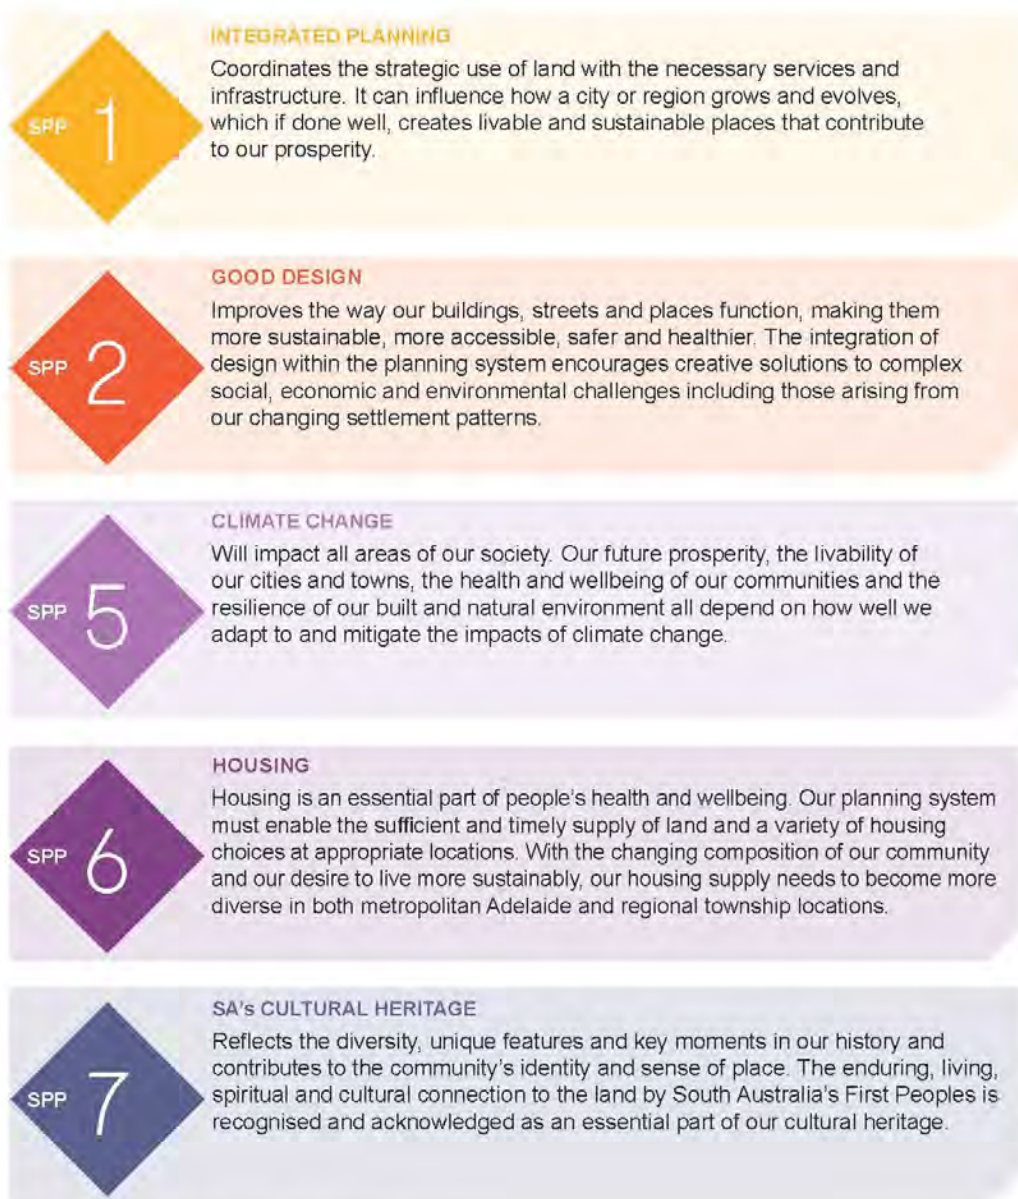 INTEGRATED PLANNING
SPP 1
Coordinates the strategic use of land with the necessary services and
infrastructure. It can influence how a city or region grows and evolves,
which if done well, creates livable and sustainable places that contribute
to our prosperity.
GOOD DESIGN
SPP 2
Improves the way our buildings, streets and places function, making them
more sustainable, more accessible, safer and healthier. The integration of
design within the planning system encourages creative solutions to complex
social, economic and environmental challenges including those arising from
our changing settlement patterns.
CLIMATE CHANGE
SPP 5
Will impact all areas of our society. Our future prosperity, the livability of
our cities and towns, the health and wellbeing of our communities and the
resilience of our built and natural environment all depend on how well we
adapt to and mitigate the impacts of climate change.
HOUSING
SPP 6
Housing is an essential part of people's health and wellbeing. Our planning system
must enable the sufficient and timely supply of land and a variety of housing
choices at appropriate locations. With the changing composition of our community
and our desire to live more sustainably, our housing supply needs to become more
diverse in both metropolitan Adelaide and regional township locations.
SA's CULTURAL HERITAGE
SPP 7
Reflects the diversity, unique features and key moments in our history and
contributes to the community's identity and sense of place. The enduring, living,
spiritual and cultural connection to the land by South Australia's First Peoples is
recognised and acknowledged as an essential part of our cultural heritage.